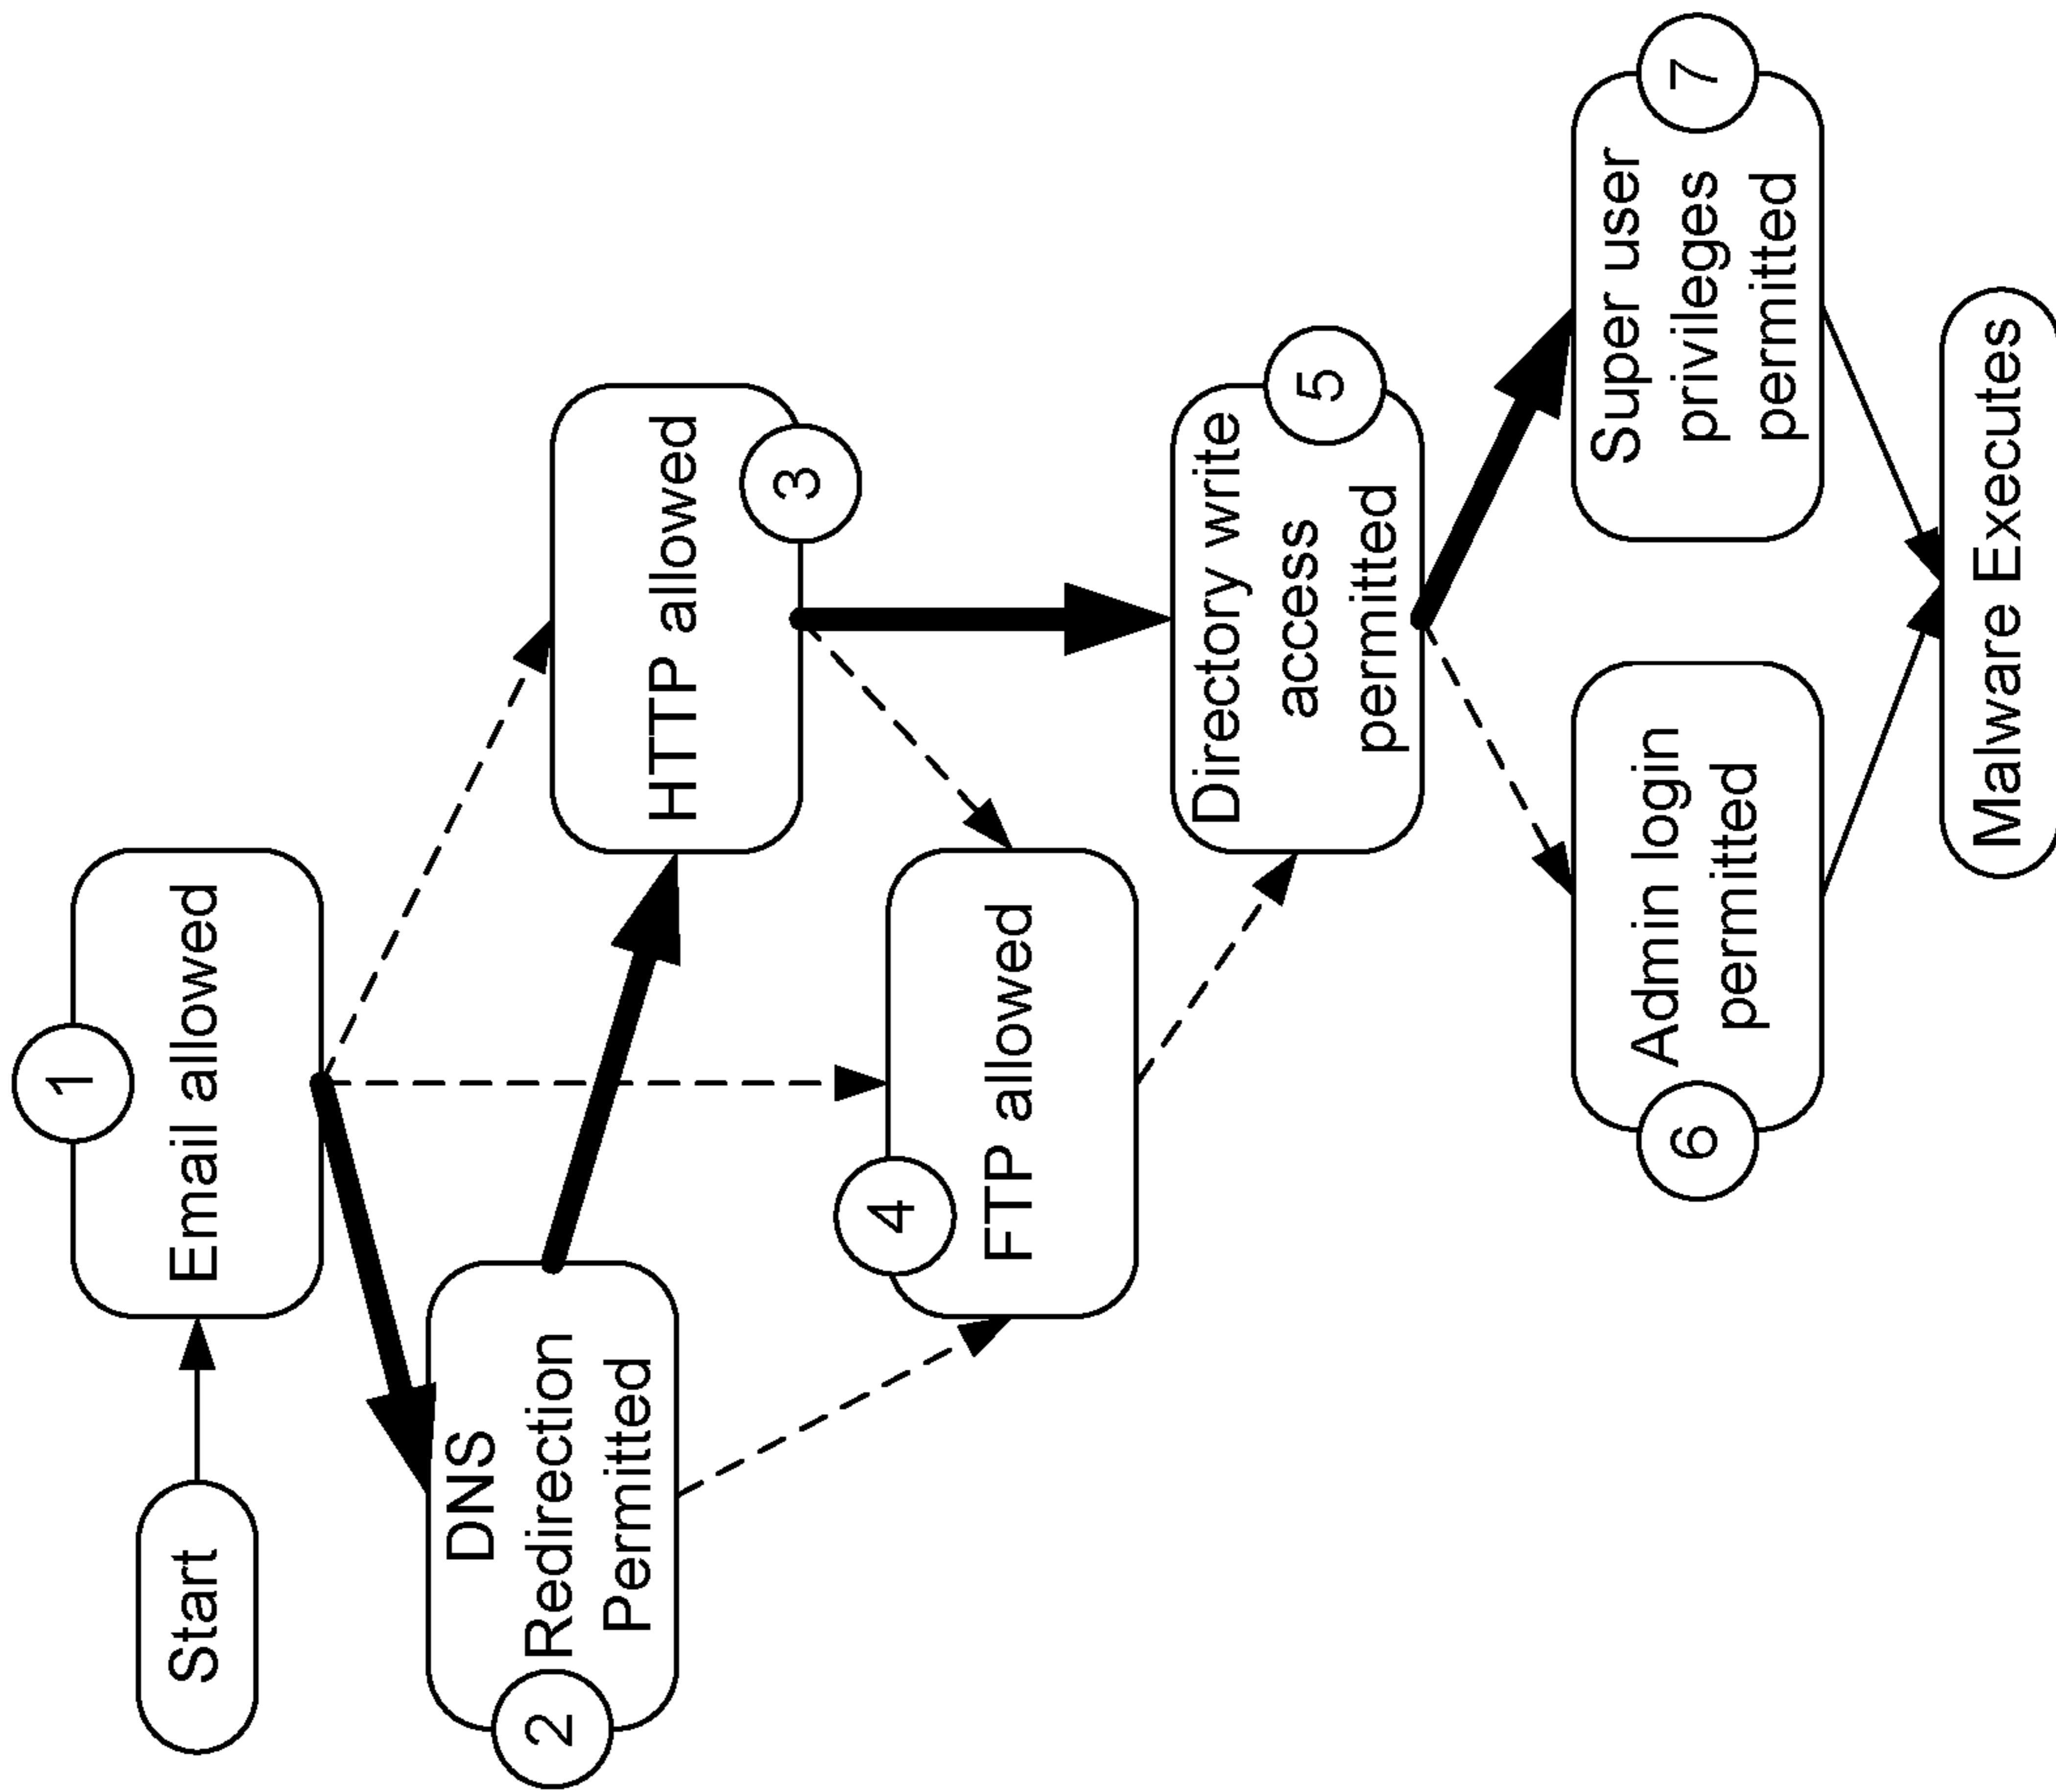 Start
1
Email allowed
2
DNS
Redirection
Permitted
3
HTTP allowed
4
FTP allowed
5
Directory write
access
permitted
6
Admin login
permitted
7
Super user
privileges
permitted
Malware Executes